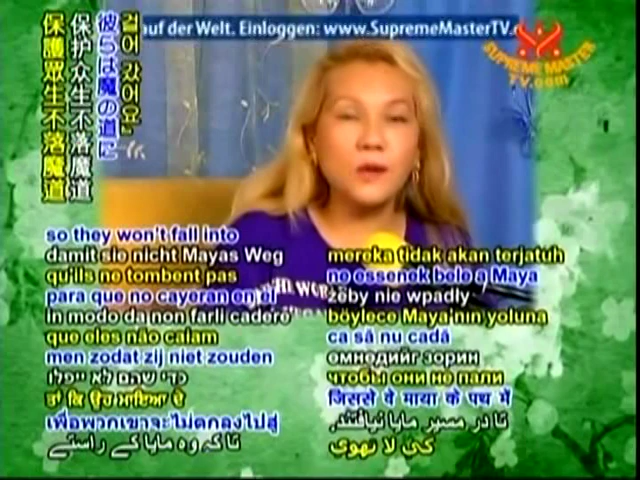 auf der Welt. Einloggen: www.SupremeMasterTV.
SUPREME MASTER
TV.com
걸어 갔어요
彼らは魔の道に
保护众生不落魔道
保護眾生不落魔道
so they won't fall into
damit sie nicht Mayas Weg
qu'ils ne tombent pas
para que no cayeran en el
in modo da non farli cadere
que eles não caiam
men zodat zij niet zouden
כדי שהם לא ייפלו
ਤਾਂ ਕਿ ਉਹ ਮਾਇਆ ਦੇ
เพื่อพวกเขาจะไม่ตกลงไปสู่
تا کہ وہ مایا کے راستے
mereka tidak akan terjatuh
ne essenek bele a Maya
żeby nie wpadły
böylece Maya'nın yoluna
ca să nu cadă
өмнөдийг зорин
чтобы они не пали
जिससे वे माया के पथ में
تا در مسیر مایا نیافتند.
كي لا تهوي